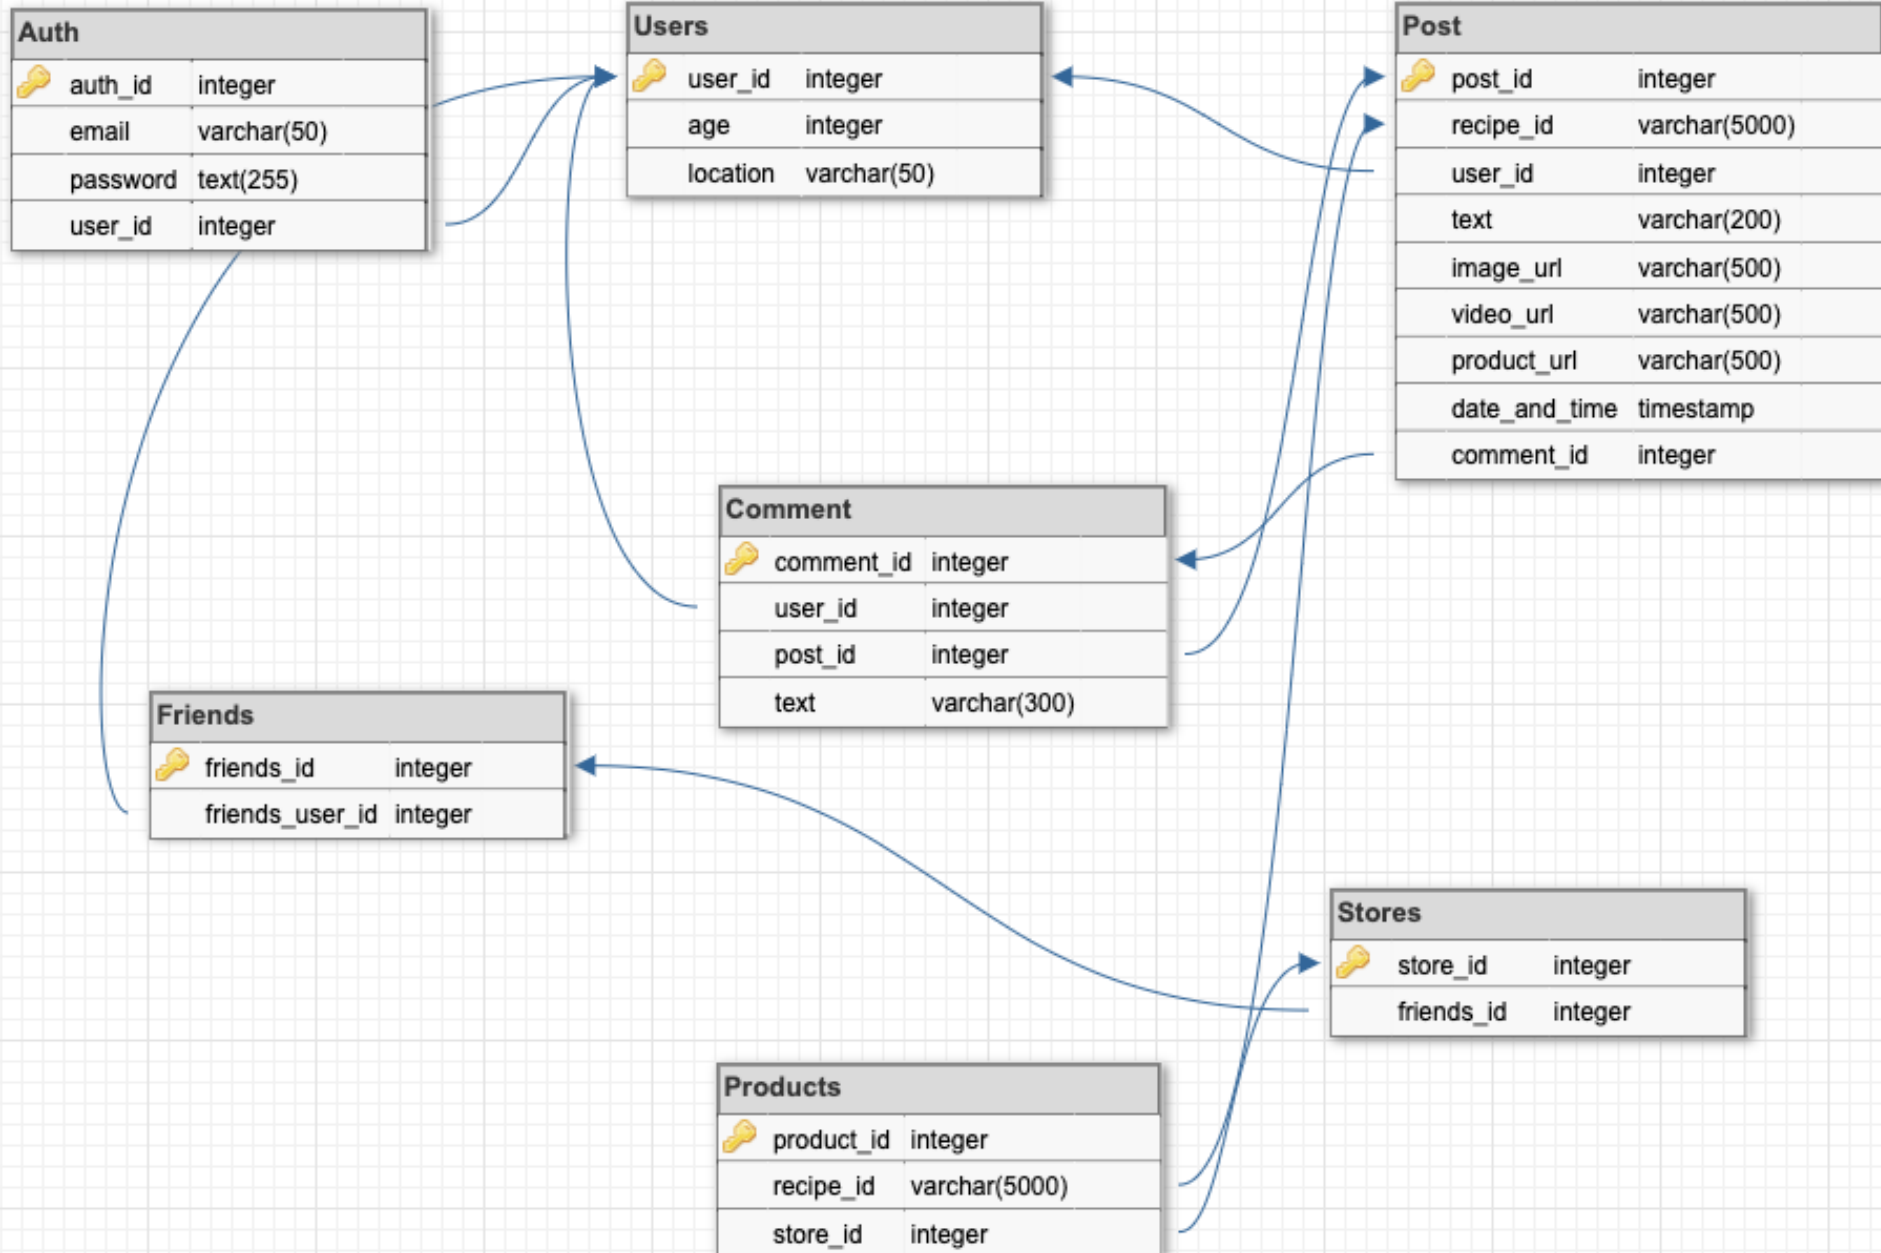 Auth
auth_id integer
email varchar(50)
password text(255)
user_id integer
Users
user_id integer
age integer
location varchar(50)
Post
post_id integer
recipe_id varchar(5000)
user_id integer
text varchar(200)
image_url varchar(500)
video_url varchar(500)
product_url varchar(500)
date_and_time timestamp
comment_id integer
Comment
comment_id integer
user_id integer
post_id integer
text varchar(300)
Friends
friends_id integer
friends_user_id integer
Stores
store_id integer
friends_id integer
Products
product_id integer
recipe_id varchar(5000)
store_id integer